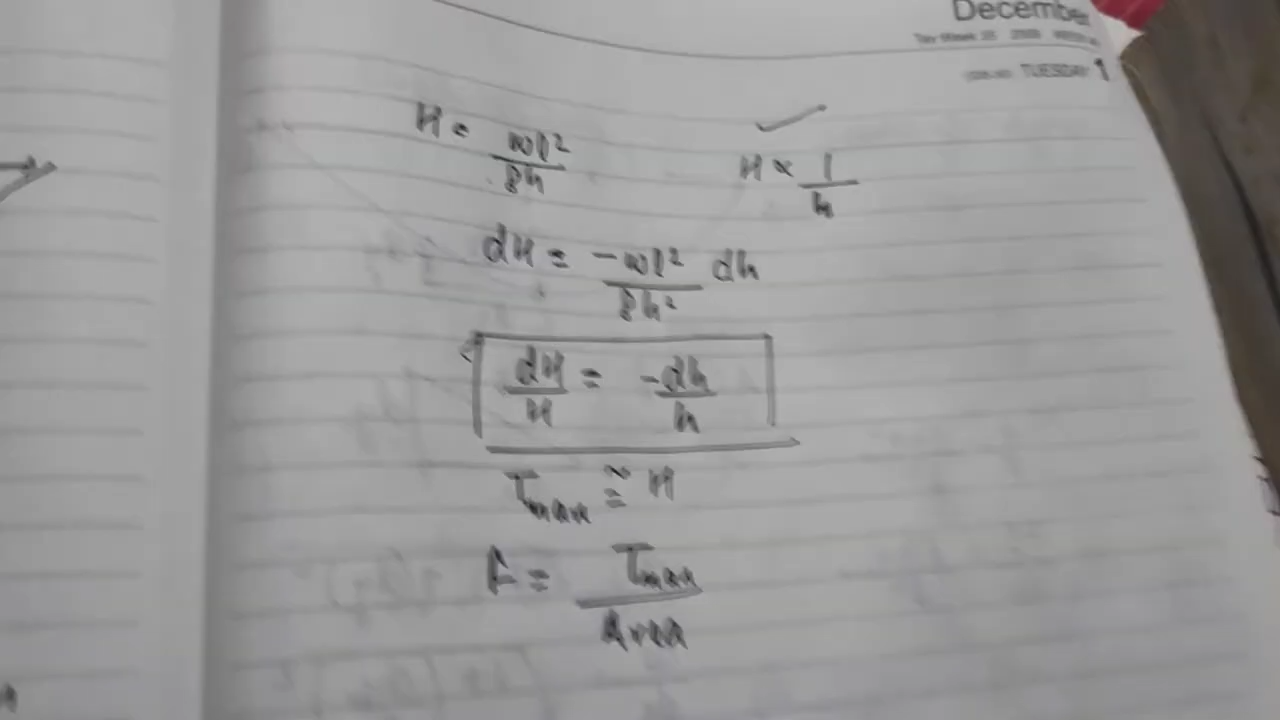 December
TUESDAY 1
H = wl²/8h
H ∝ 1/h
dH = -wl²/8h² dh
dH/H = -dh/h
Tmax ≅ H
F = Tmax/Area